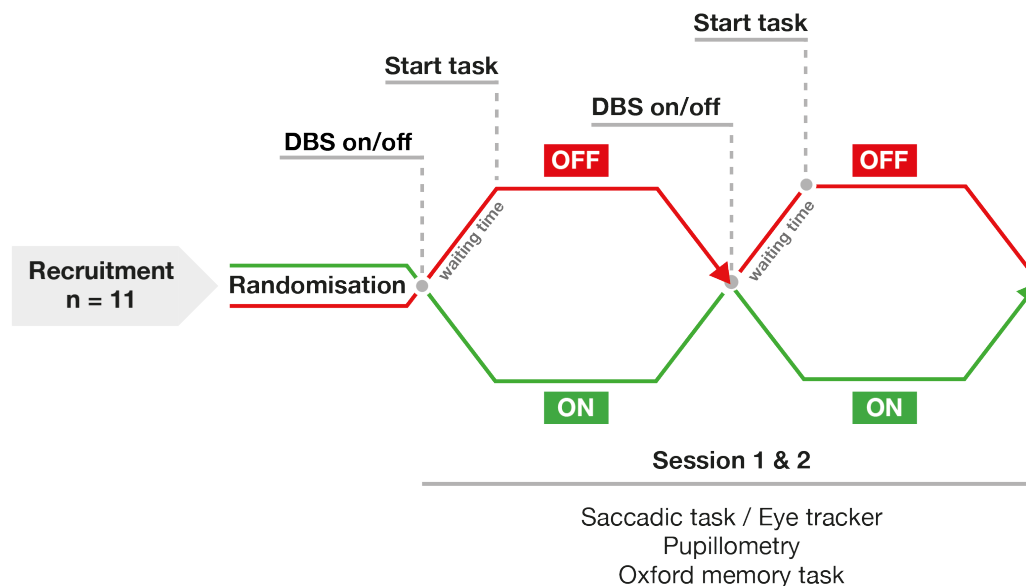 Start task
Start task
DBS on/off
DBS on/off
OFF
OFF
waiting time
waiting time
Recruitment
n = 11
Randomisation
ON
ON
Session 1 & 2
Saccadic task / Eye tracker
Pupillometry
Oxford memory task